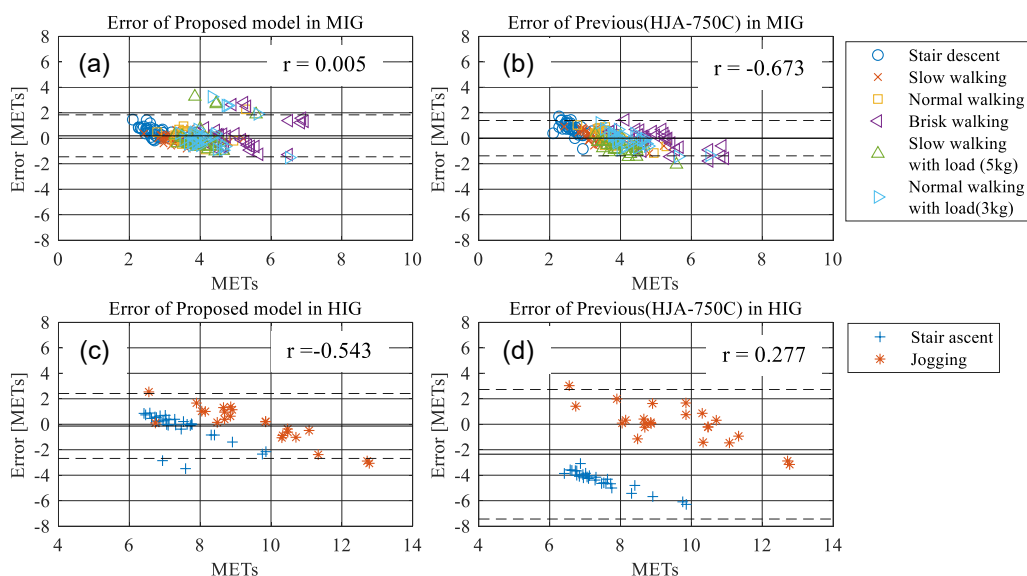 Error of Proposed model in MIG
Error of Previous(HJA-750C) in MIG
8
6
4
2
0
-2
-4
-6
-8
Error [METs]
(a)
r = 0.005
0
2
4
6
8
10
METs
8
6
4
2
0
-2
-4
-6
-8
Error [METs]
(b)
r = -0.673
0
2
4
6
8
10
METs
Stair descent
Slow walking
Normal walking
Brisk walking
Slow walking
with load (5kg)
Normal walking
with load(3kg)
Error of Proposed model in HIG
Error of Previous(HJA-750C) in HIG
8
6
4
2
0
-2
-4
-6
-8
Error [METs]
(c)
r =-0.543
4
6
8
10
12
14
METs
8
6
4
2
0
-2
-4
-6
-8
Error [METs]
(d)
r = 0.277
4
6
8
10
12
14
METs
Stair ascent
Jogging